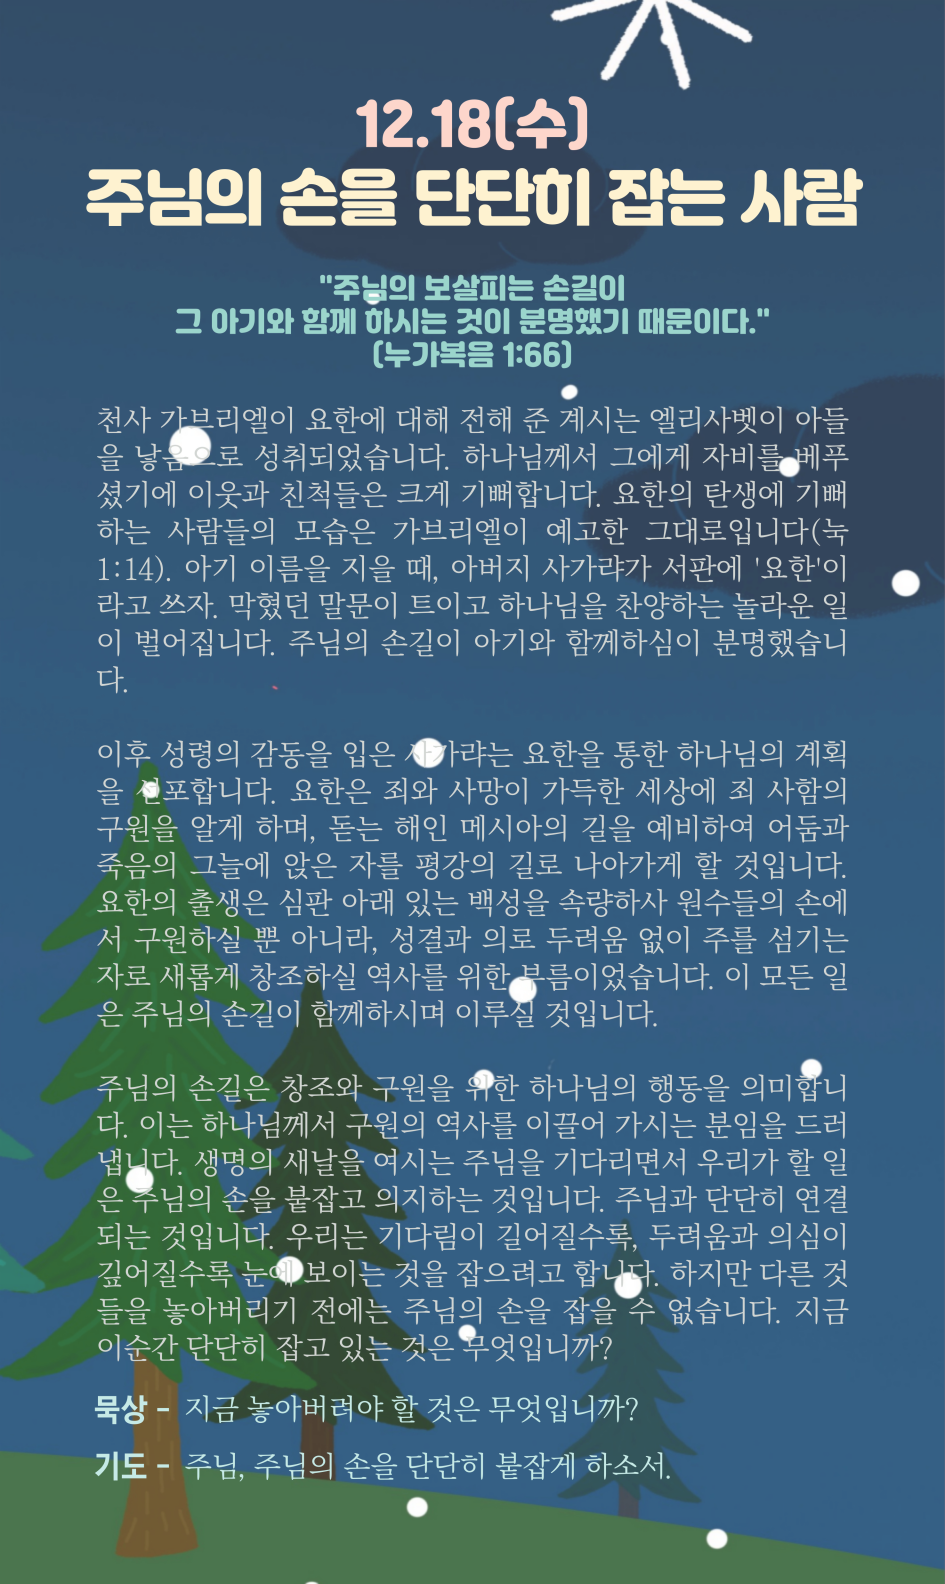 12.18(수)
주님의 손을 단단히 잡는 사람
"주님의 보살피는 손길이
그 아기와 함께 하시는 것이 분명했기 때문이다."
(누가복음 1:66)
천사 가브리엘이 요한에 대해 전해 준 계시는 엘리사벳이 아들
을 낳음으로 성취되었습니다. 하나님께서 그에게 자비를 베푸
셨기에 이웃과 친척들은 크게 기뻐합니다. 요한의 탄생에 기뻐
하는 사람들의 모습은 가브리엘이 예고한 그대로입니다(눅
1:14). 아기 이름을 지을 때, 아버지 사가랴가 서판에 '요한'이
라고 쓰자. 막혔던 말문이 트이고 하나님을 찬양하는 놀라운 일
이 벌어집니다. 주님의 손길이 아기와 함께하심이 분명했습니
다.
이후 성령의 감동을 입은 사가랴는 요한을 통한 하나님의 계획
을 선포합니다. 요한은 죄와 사망이 가득한 세상에 죄 사함의
구원을 알게 하며, 돋는 해인 메시아의 길을 예비하여 어둠과
죽음의 그늘에 앉은 자를 평강의 길로 나아가게 할 것입니다.
요한의 출생은 심판 아래 있는 백성을 속량하사 원수들의 손에
서 구원하실 뿐 아니라, 성결과 의로 두려움 없이 주를 섬기는
자로 새롭게 창조하실 역사를 위한 부름이었습니다. 이 모든 일
은 주님의 손길이 함께하시며 이루실 것입니다.
주님의 손길은 창조와 구원을 위한 하나님의 행동을 의미합니
다. 이는 하나님께서 구원의 역사를 이끌어 가시는 분임을 드러
냅니다. 생명의 새날을 여시는 주님을 기다리면서 우리가 할 일
은 주님의 손을 붙잡고 의지하는 것입니다. 주님과 단단히 연결
되는 것입니다. 우리는 기다림이 길어질수록, 두려움과 의심이
깊어질수록 눈에 보이는 것을 잡으려고 합니다. 하지만 다른 것
들을 놓아버리기 전에는 주님의 손을 잡을 수 없습니다. 지금
이순간 단단히 잡고 있는 것은 무엇입니까?
묵상 - 지금 놓아버려야 할 것은 무엇입니까?
기도 - 주님, 주님의 손을 단단히 붙잡게 하소서.